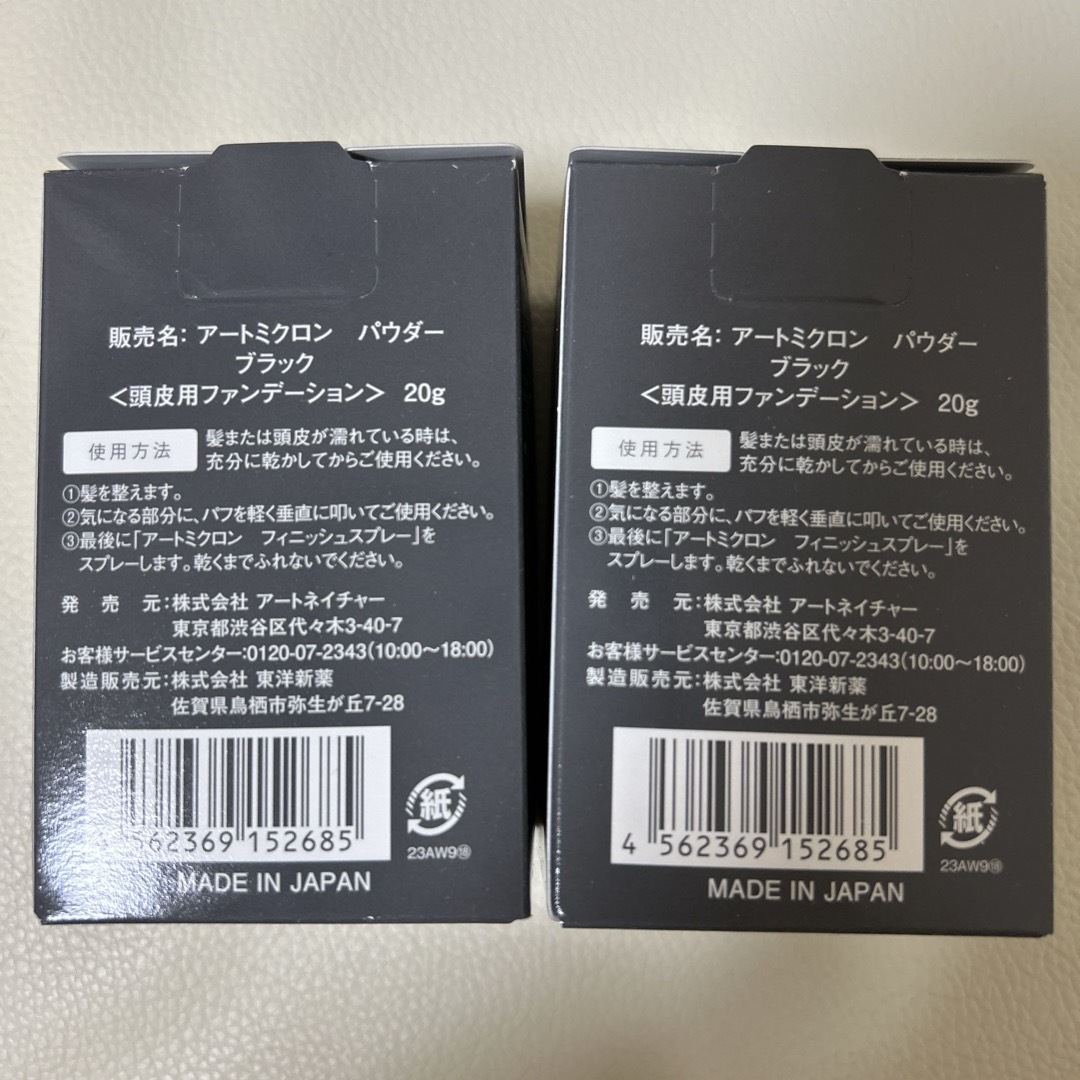 販売名: アートミクロン　パウダー
ブラック
＜頭皮用ファンデーション＞ 20g
使用方法
髪または頭皮が濡れている時は、
充分に乾かしてからご使用ください。
①髪を整えます。
②気になる部分に、パフを軽く垂直に叩いてご使用ください。
③最後に「アートミクロン　フィニッシュスプレー」を
スプレーします。乾くまでふれないでください。
発　売　元：株式会社 アートネイチャー
東京都渋谷区代々木3-40-7
お客様サービスセンター：0120-07-2343（10:00〜18:00）
製造販売元：株式会社 東洋新薬
佐賀県鳥栖市弥生が丘7-28
4 562369 152685
紙
23AW9⑱
MADE IN JAPAN
販売名: アートミクロン　パウダー
ブラック
＜頭皮用ファンデーション＞ 20g
使用方法
髪または頭皮が濡れている時は、
充分に乾かしてからご使用ください。
①髪を整えます。
②気になる部分に、パフを軽く垂直に叩いてご使用ください。
③最後に「アートミクロン　フィニッシュスプレー」を
スプレーします。乾くまでふれないでください。
発　売　元：株式会社 アートネイチャー
東京都渋谷区代々木3-40-7
お客様サービスセンター：0120-07-2343（10:00〜18:00）
製造販売元：株式会社 東洋新薬
佐賀県鳥栖市弥生が丘7-28
4 562369 152685
紙
23AW9⑱
MADE IN JAPAN